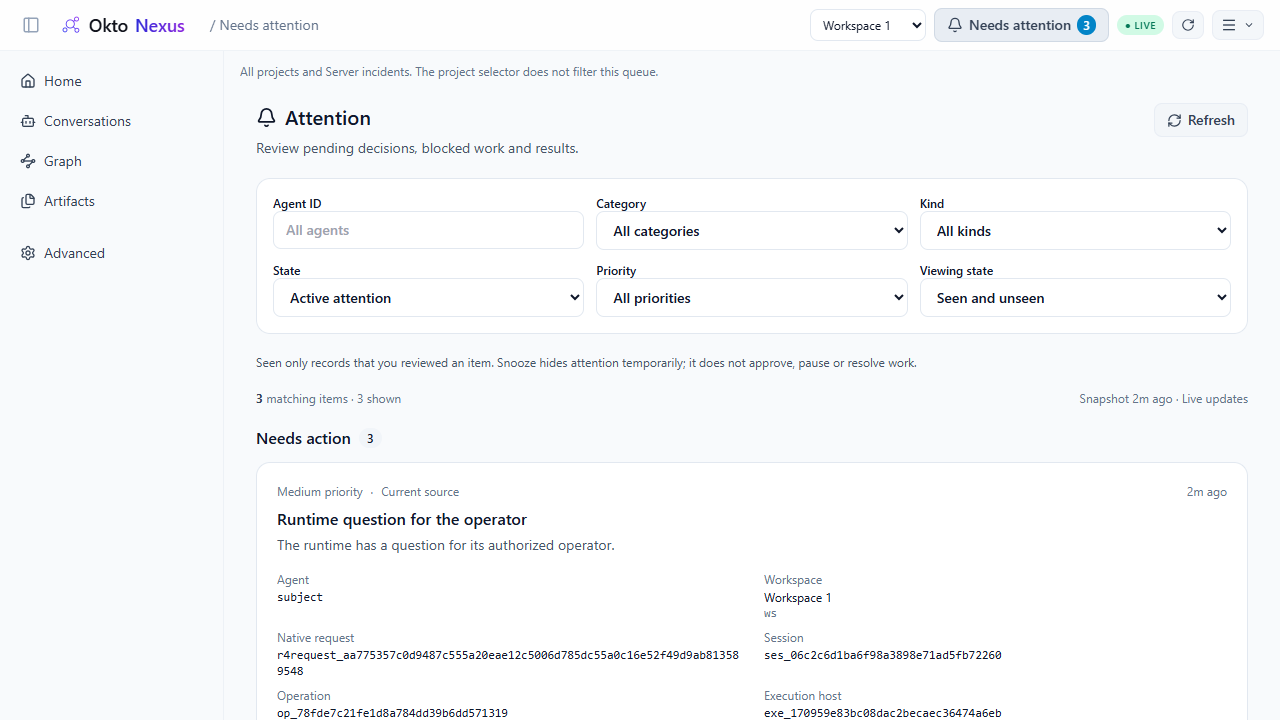 Okto Nexus
/ Needs attention
Workspace 1
Needs attention 3
LIVE
Home
Conversations
Graph
Artifacts
Advanced
All projects and Server incidents. The project selector does not filter this queue.
Attention
Refresh
Review pending decisions, blocked work and results.
Agent ID
Category
Kind
All agents
All categories
All kinds
State
Priority
Viewing state
Active attention
All priorities
Seen and unseen
Seen only records that you reviewed an item. Snooze hides attention temporarily; it does not approve, pause or resolve work.
3 matching items · 3 shown
Snapshot 2m ago · Live updates
Needs action 3
Medium priority · Current source
2m ago
Runtime question for the operator
The runtime has a question for its authorized operator.
Agent
Workspace
subject
Workspace 1
ws
Native request
Session
r4request_aa775357c0d9487c555a20eae12c5006d785dc55a0c16e52f49d9ab81358
9548
ses_06c2c6d1ba6f98a3898e71ad5fb72260
Operation
Execution host
op_78fde7c21fe1d8a784dd39b6dd571319
exe_170959e83bc08dac2becaec36474a6eb